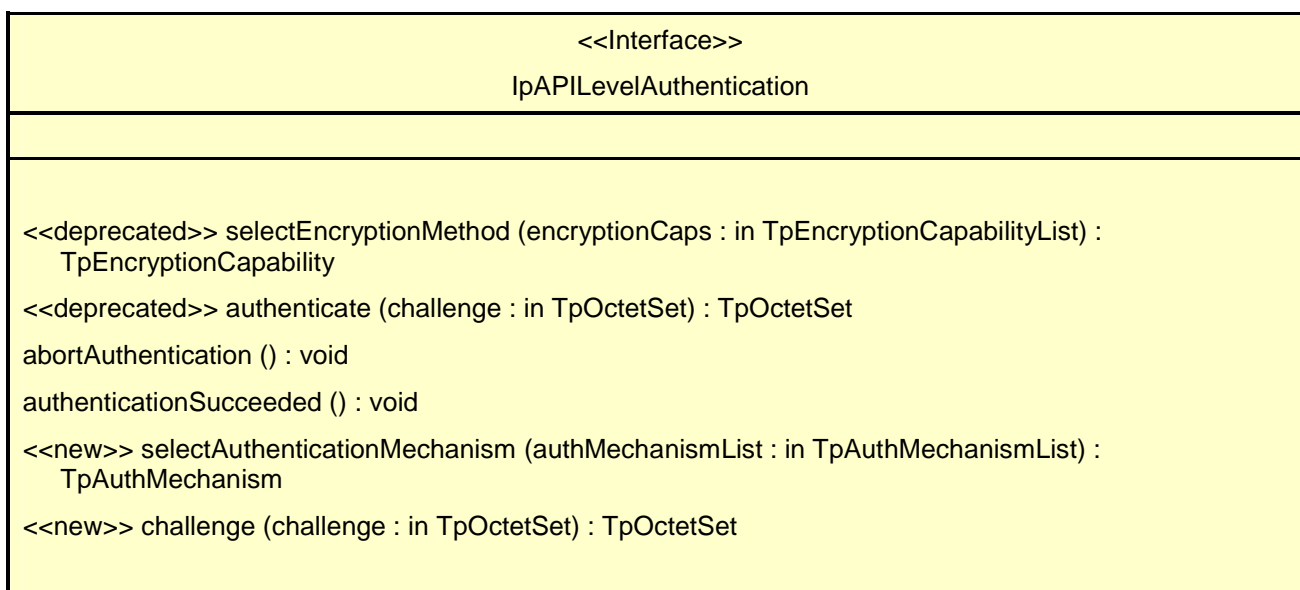 <<Interface>>
IpAPILevelAuthentication
<<deprecated>> selectEncryptionMethod (encryptionCaps : in TpEncryptionCapabilityList) :
TpEncryptionCapability
<<deprecated>> authenticate (challenge : in TpOctetSet) : TpOctetSet
abortAuthentication () : void
authenticationSucceeded () : void
<<new>> selectAuthenticationMechanism (authMechanismList : in TpAuthMechanismList) :
TpAuthMechanism
<<new>> challenge (challenge : in TpOctetSet) : TpOctetSet